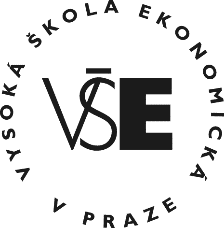 VYSOKÁ ŠKOLA EKONOMICKÁ
VŠE
V PRAZE